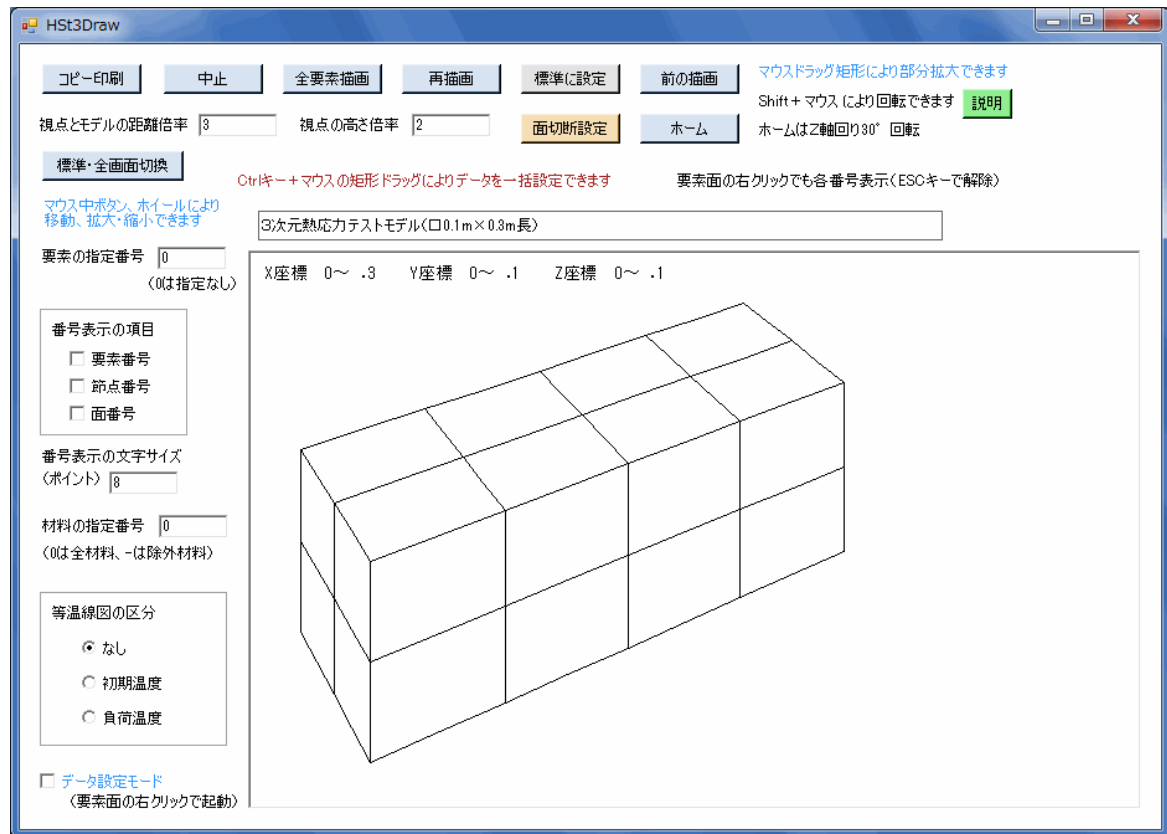 HSt3Draw
コピー印刷 中止 全要素描画 再描画 標準に設定 前の描画 マウスドラッグ矩形により部分拡大できます
Shift+マウスにより回転できます 説明
視点とモデルの距離倍率 3 視点の高さ倍率 2 面切断設定 ホーム ホームはZ軸回り30°回転
標準・全画面切換
Ctrlキー+マウスの矩形ドラッグによりデータを一括設定できます 要素面の右クリックでも各番号表示(ESCキーで解除)
マウス中ボタン、ホイールにより
移動、拡大・縮小できます
3次元熱応力テストモデル(口0.1m×0.3m長)
要素の指定番号 0
(0は指定なし)
X座標 0~ .3 Y座標 0~ .1 Z座標 0~ .1
番号表示の項目
要素番号
節点番号
面番号
番号表示の文字サイズ
(ポイント) 8
材料の指定番号 0
(0は全材料、-は除外材料)
等温線図の区分
なし
初期温度
負荷温度
データ設定モード
(要素面の右クリックで起動)